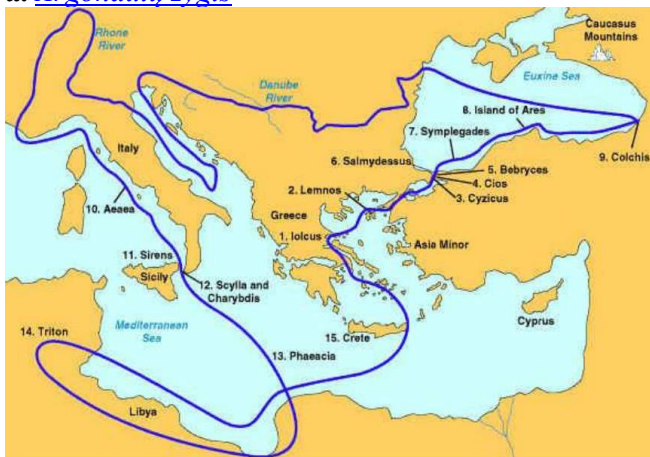 at
Rhone
River
Caucasus
Mountains
Danube
River
Euxine Sea
8. Island of Ares
7. Symplegades
Italy
6. Salmydessus
5. Bebryces
9. Colchis
4. Cios
2. Lemnos
3. Cyzicus
10. Aeaea
Greece
1. Iolcus
Asie Minor
11. Sirens
Sicily
12. Scylla and
Charybdis
Mediterranean
Sea
Cyprus
14. Triton
15. Crete
13. Phaeacia
Libya